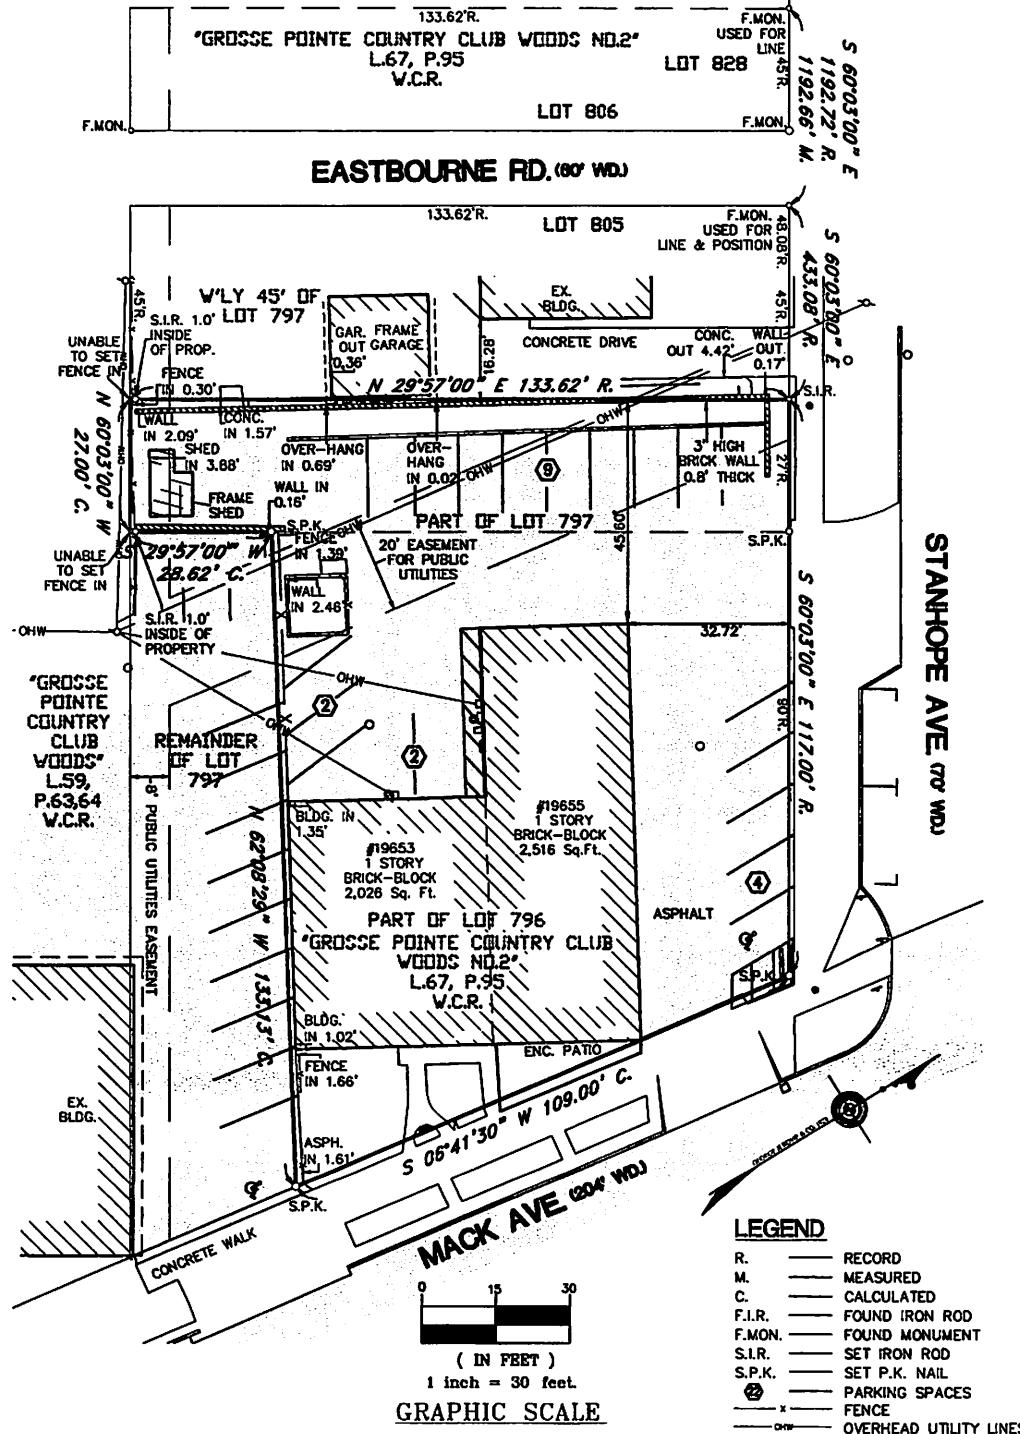 133.62'R.
"GROSSE POINTE COUNTRY CLUB WOODS NO.2"
L.67, P.95
W.C.R.
F.MON.
USED FOR
LINE
45'R.
LOT 828
LOT 806
F.MON.
F.MON.
S 60°03'00" E
1192.72' R.
1192.66' M.
EASTBOURNE RD. (60' WD.)
133.62'R.
LOT 805
F.MON.
USED FOR
LINE & POSITION
48.08'R.
S 60°03'00" E
433.08' R.
45'R.
W'LY 45' OF
LOT 797
45'R.
S.I.R. 1.0'
INSIDE
OF PROP.
UNABLE
TO SET
FENCE IN
FENCE
IN 0.30'
GAR. FRAME
OUT GARAGE
0.36'
EX.
BLDG.
16.28'
CONCRETE DRIVE
CONC.
OUT 4.42'
WALL
OUT
0.17'
N 29°57'00" E 133.62' R.
S.I.R.
N 60°03'00" W
27.00' C.
WALL
IN 2.09'
CONC.
IN 1.57'
SHED
IN 3.88'
FRAME
SHED
OVER-HANG
IN 0.69'
WALL IN
0.16'
OVER-
HANG
IN 0.02'
OHW
OHW
OHW
9
3" HIGH
BRICK WALL
0.8' THICK
27'R.
PART OF LOT 797
S.P.K.
S.P.K.
FENCE
IN 1.39'
20' EASEMENT
FOR PUBLIC
UTILITIES
45.60'
29°57'00" W
28.62' C.
UNABLE
TO SET
FENCE IN
WALL
IN 2.46'
S.I.R. 1.0'
INSIDE OF
PROPERTY
OHW
32.72'
S 60°03'00" E 117.00' R.
90'R.
STANHOPE AVE. (70' WD.)
OHW
2
2
"GROSSE
POINTE
COUNTRY
CLUB
WOODS"
L.59,
P.63,64
W.C.R.
REMAINDER
OF LOT
797
8' PUBLIC UTILITIES EASEMENT
N 62°08'29" W 133.13' C.
BLDG. IN
1.35'
#19653
1 STORY
BRICK-BLOCK
2,026 Sq. Ft.
#19655
1 STORY
BRICK-BLOCK
2,516 Sq.Ft.
4
ASPHALT
PART OF LOT 796
"GROSSE POINTE COUNTRY CLUB
WOODS NO.2"
L.67, P.95
W.C.R.
S.P.K.
BLDG.
IN 1.02'
ENC. PATIO
FENCE
IN 1.66'
EX.
BLDG.
S 06°41'30" W 109.00' C.
ASPH.
IN 1.61'
S.P.K.
CONCRETE WALK
MACK AVE. (204' WD.)
0 15 30
( IN FEET )
1 inch = 30 feet.
GRAPHIC SCALE
LEGEND
R. RECORD
M. MEASURED
C. CALCULATED
F.I.R. FOUND IRON ROD
F.MON. FOUND MONUMENT
S.I.R. SET IRON ROD
S.P.K. SET P.K. NAIL
22 PARKING SPACES
x FENCE
OHW OVERHEAD UTILITY LINES